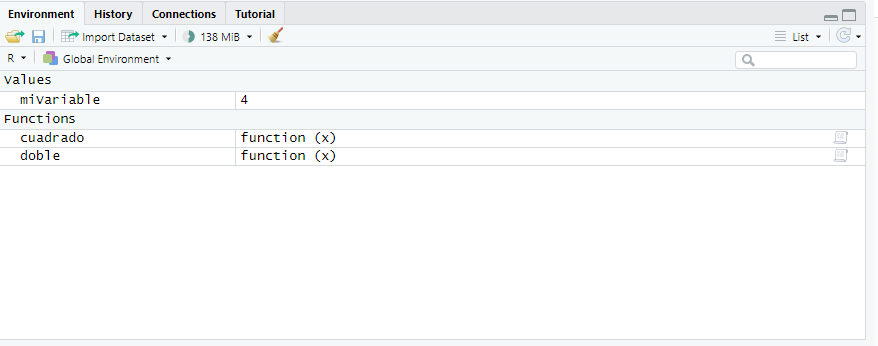 Environment History Connections Tutorial
Import Dataset 138 MiB List
R Global Environment
Values
miVariable 4
Functions
cuadrado function (x)
doble function (x)